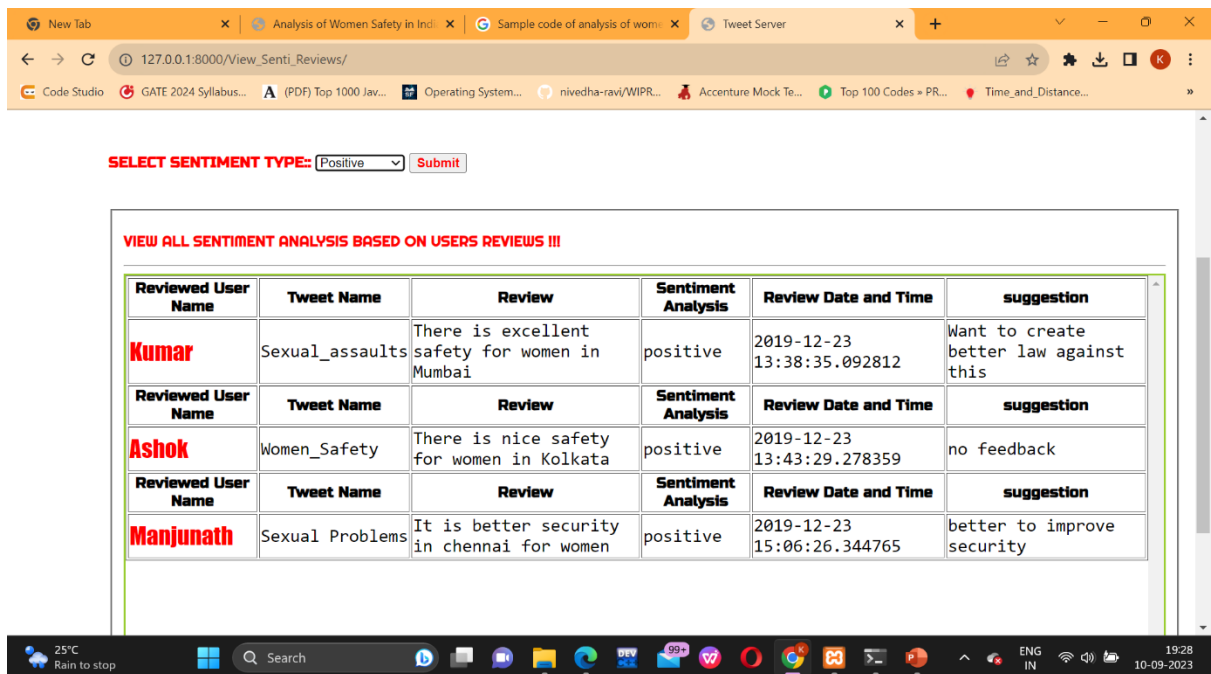 New Tab
Analysis of Women Safety in Indi
Sample code of analysis of wome
Tweet Server
127.0.0.1:8000/View_Senti_Reviews/
K
Code Studio
GATE 2024 Syllabus...
(PDF) Top 1000 Jav...
Operating System...
nivedha-ravi/WIPR...
Accenture Mock Te...
Top 100 Codes » PR...
Time_and_Distance...
»
SELECT SENTIMENT TYPE:: Positive Submit
VIEW ALL SENTIMENT ANALYSIS BASED ON USERS REVIEWS !!!
Reviewed User
Name
Tweet Name
Review
Sentiment
Analysis
Review Date and Time
suggestion
Kumar
Sexual_assaults
There is excellent
safety for women in
Mumbai
positive
2019-12-23
13:38:35.092812
Want to create
better law against
this
Reviewed User
Name
Tweet Name
Review
Sentiment
Analysis
Review Date and Time
suggestion
Ashok
Women_Safety
There is nice safety
for women in Kolkata
positive
2019-12-23
13:43:29.278359
no feedback
Reviewed User
Name
Tweet Name
Review
Sentiment
Analysis
Review Date and Time
suggestion
Manjunath
Sexual Problems
It is better security
in chennai for women
positive
2019-12-23
15:06:26.344765
better to improve
security
25°C
Rain to stop
Search
DEV
99+
ENG
IN
19:28
10-09-2023